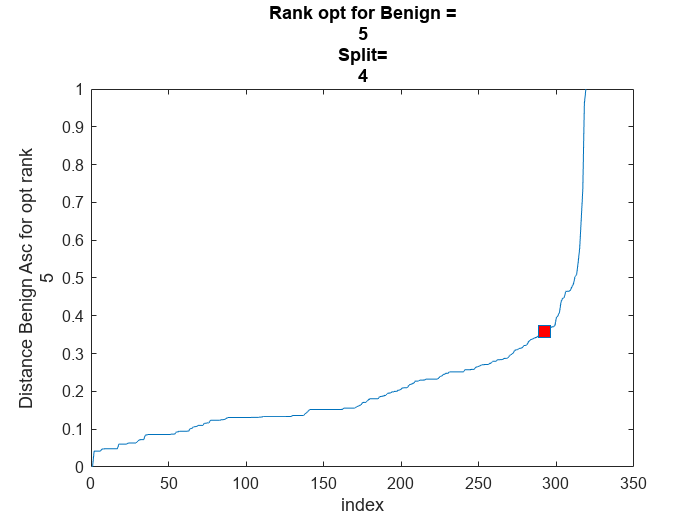 Rank opt for Benign =
5
Split=
4
1
0.9
0.8
0.7
0.6
0.5
0.4
0.3
0.2
0.1
0
Distance Benign Asc for opt rank
5
0 50 100 150 200 250 300 350
index